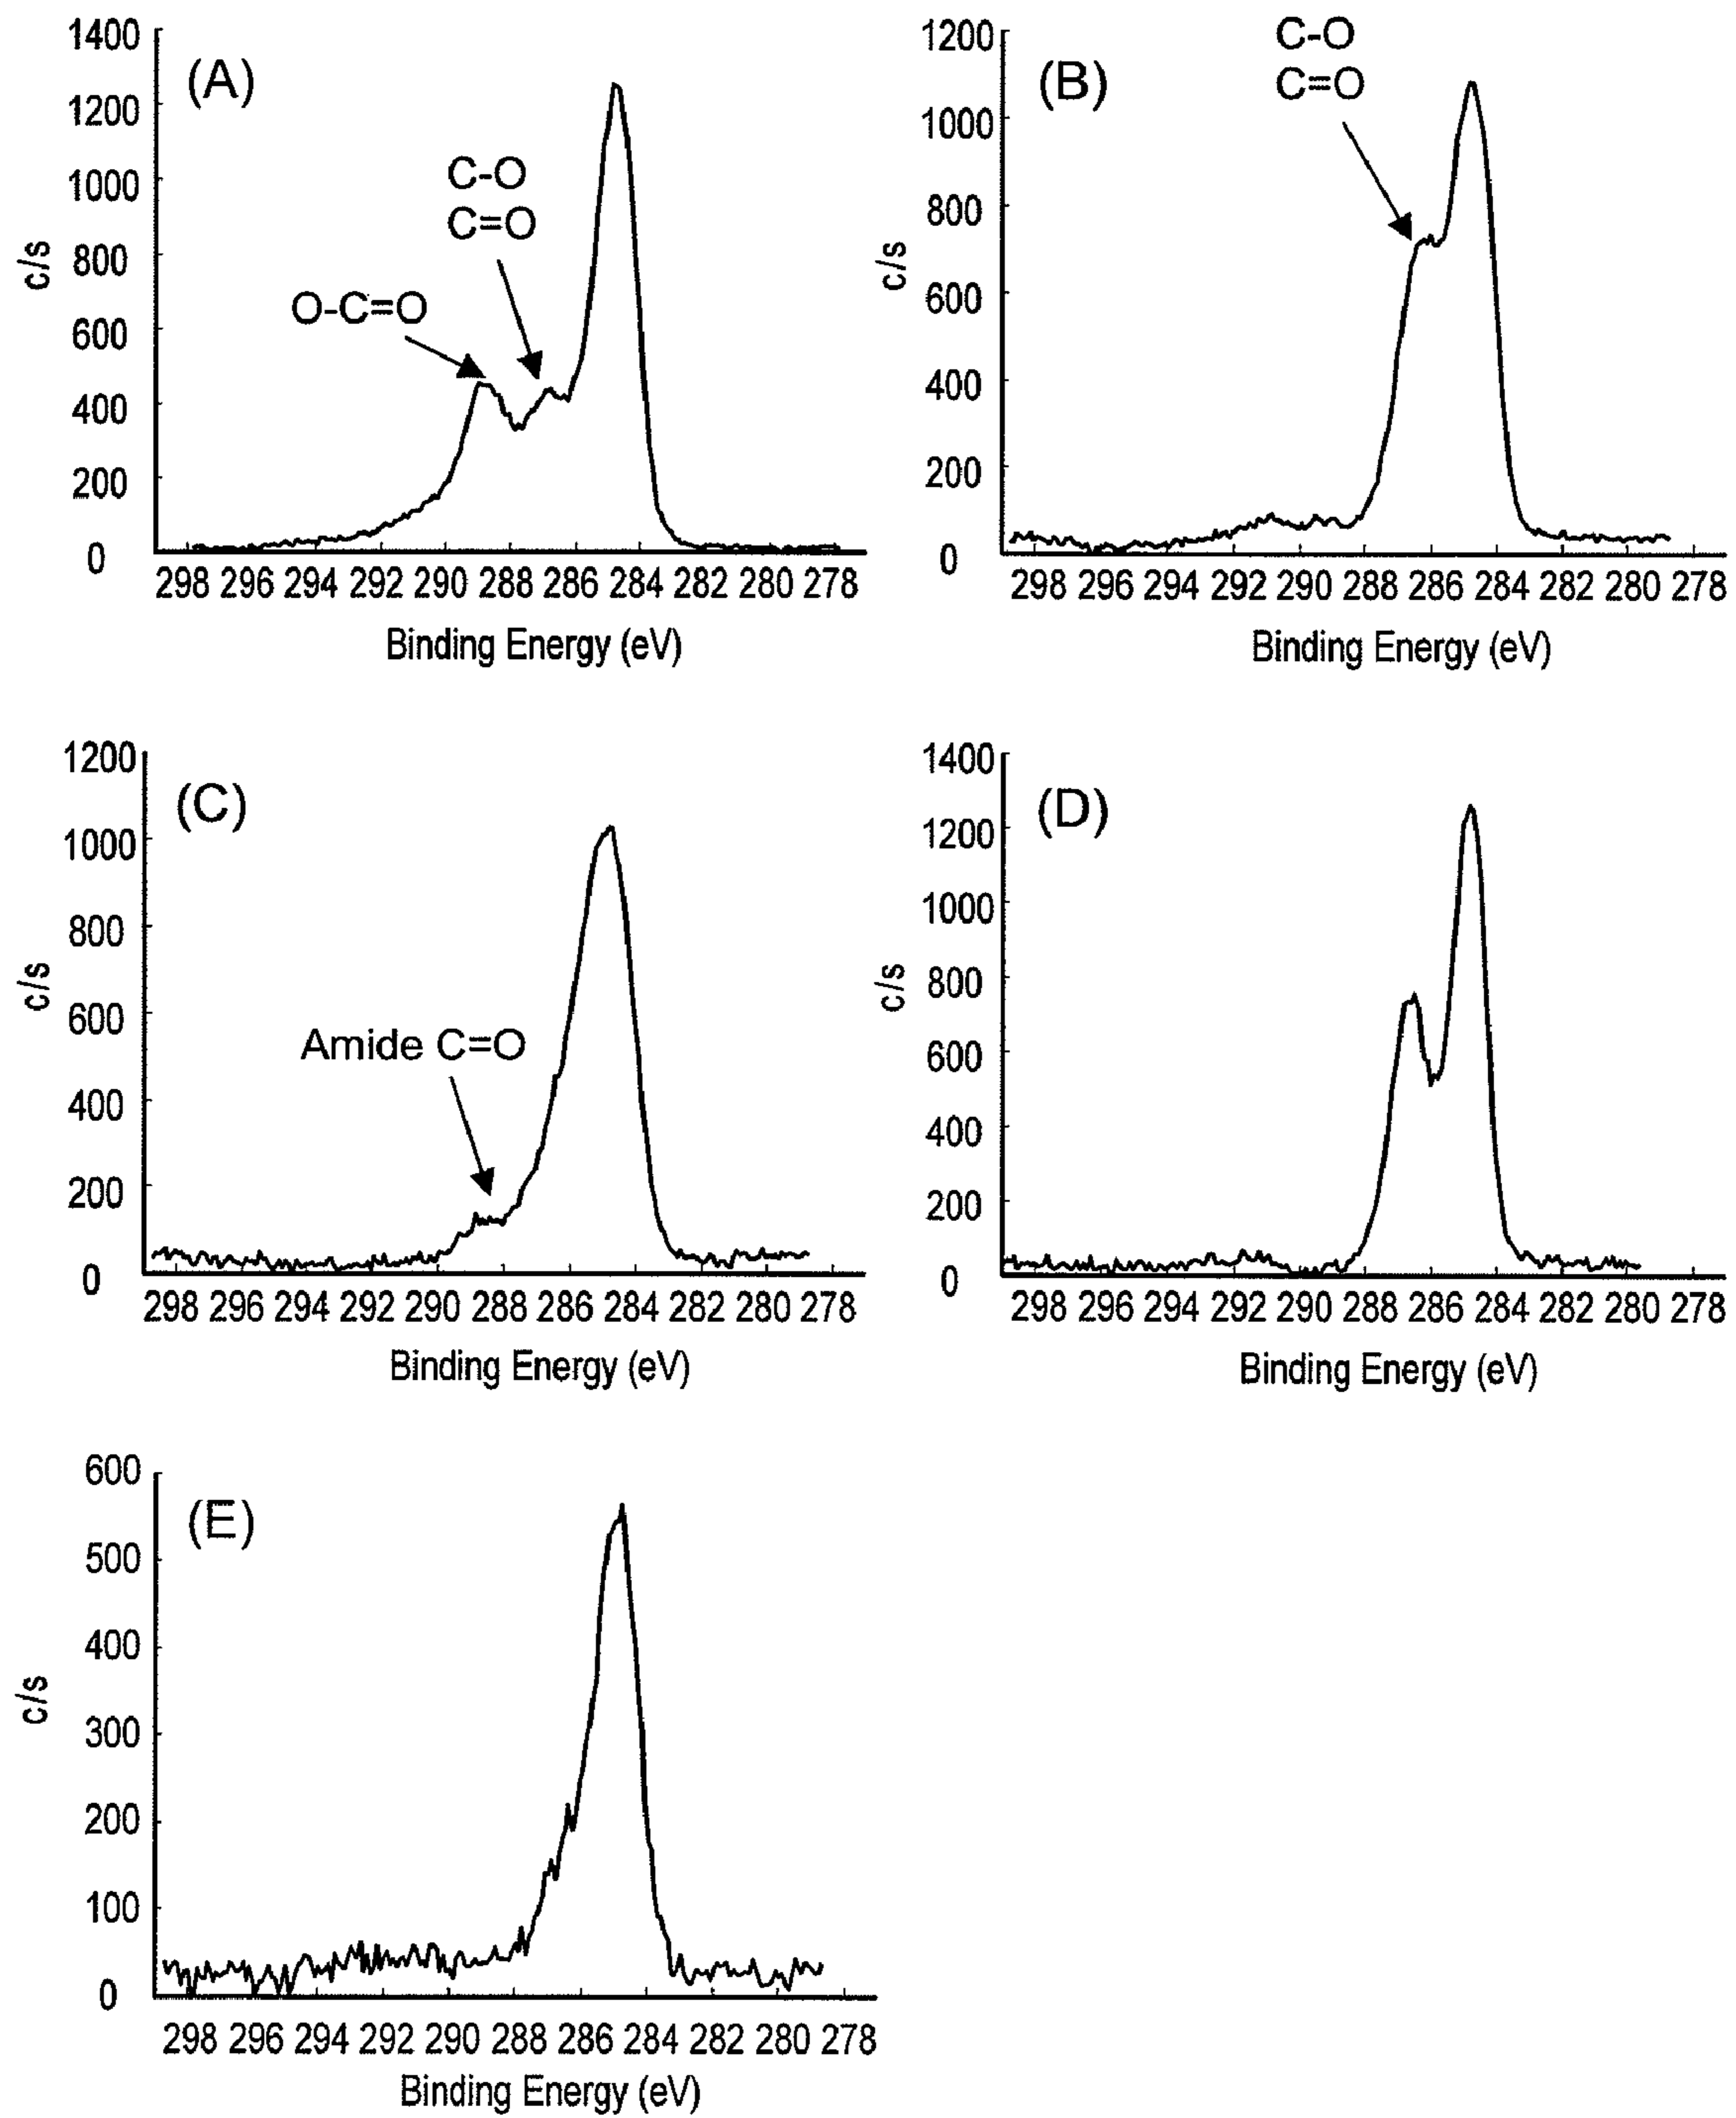 1400
1200
1000
800
600
400
200
0
c/s
(A)
C-O
C=O
O-C=O
298 296 294 292 290 288 286 284 282 280 278
Binding Energy (eV)
1200
1000
800
600
400
200
0
c/s
(B)
C-O
C=O
298 296 294 292 290 288 286 284 282 280 278
Binding Energy (eV)
1200
1000
800
600
400
200
0
c/s
(C)
Amide C=O
298 296 294 292 290 288 286 284 282 280 278
Binding Energy (eV)
1400
1200
1000
800
600
400
200
0
c/s
(D)
298 296 294 292 290 288 286 284 282 280 278
Binding Energy (eV)
600
500
400
300
200
100
0
c/s
(E)
298 296 294 292 290 288 286 284 282 280 278
Binding Energy (eV)